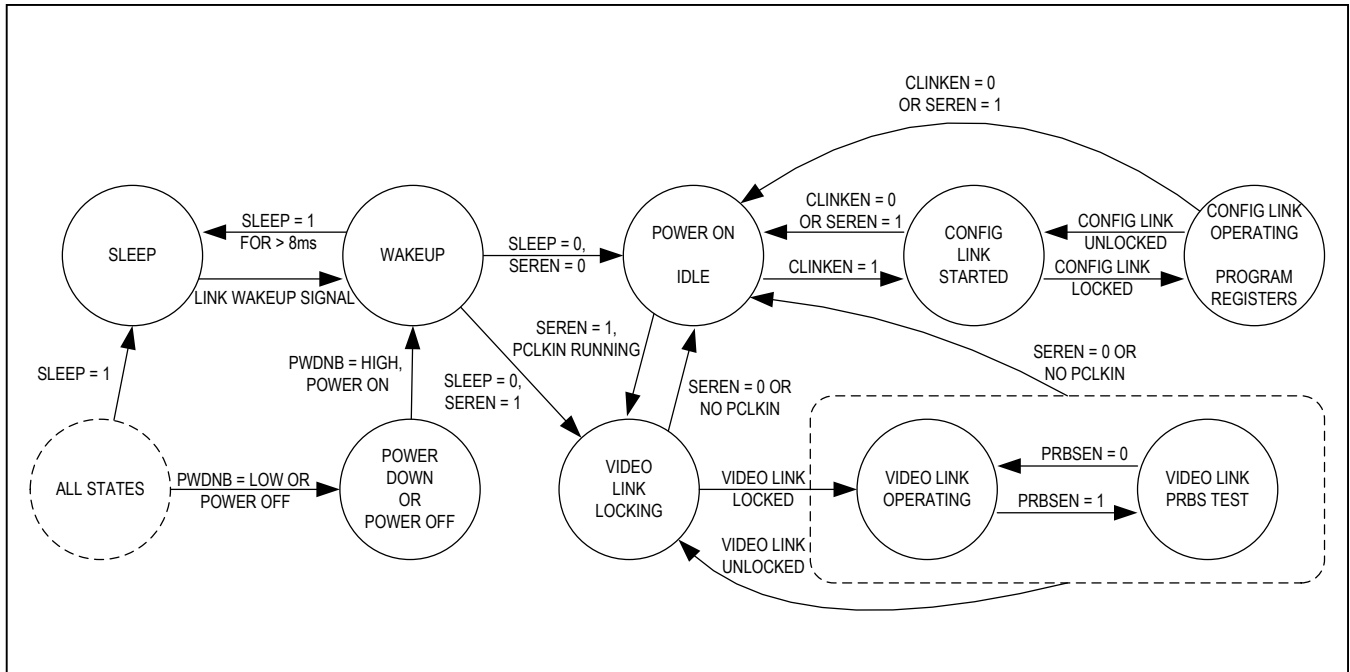 CLINKEN = 0
OR SEREN = 1
SLEEP = 1
FOR > 8ms
SLEEP
LINK WAKEUP SIGNAL
WAKEUP
SLEEP = 0,
SEREN = 0
POWER ON
IDLE
CLINKEN = 0
OR SEREN = 1
CLINKEN = 1
CONFIG
LINK
STARTED
CONFIG LINK
UNLOCKED
CONFIG LINK
LOCKED
CONFIG LINK
OPERATING
PROGRAM
REGISTERS
SLEEP = 1
PWDNB = HIGH,
POWER ON
SLEEP = 0,
SEREN = 1
SEREN = 1,
PCLKIN RUNNING
SEREN = 0 OR
NO PCLKIN
SEREN = 0 OR
NO PCLKIN
ALL STATES
PWDNB = LOW OR
POWER OFF
POWER
DOWN
OR
POWER OFF
VIDEO
LINK
LOCKING
VIDEO LINK
LOCKED
VIDEO LINK
OPERATING
PRBSEN = 0
PRBSEN = 1
VIDEO LINK
PRBS TEST
VIDEO LINK
UNLOCKED